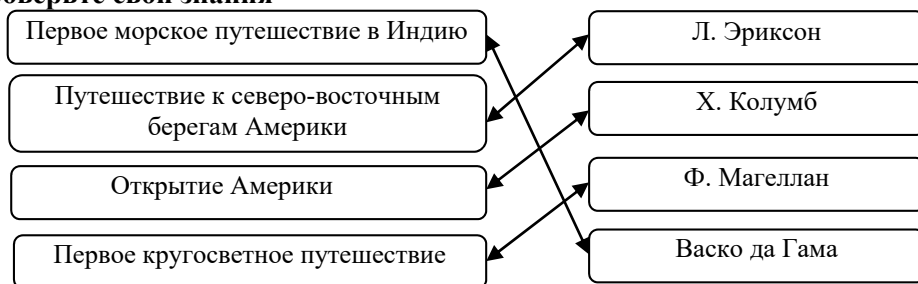 свои знания
Первое морское путешествие в Индию
Л. Эриксон
Путешествие к северо-восточным
берегам Америки
Х. Колумб
Открытие Америки
Ф. Магеллан
Первое кругосветное путешествие
Васко да Гама